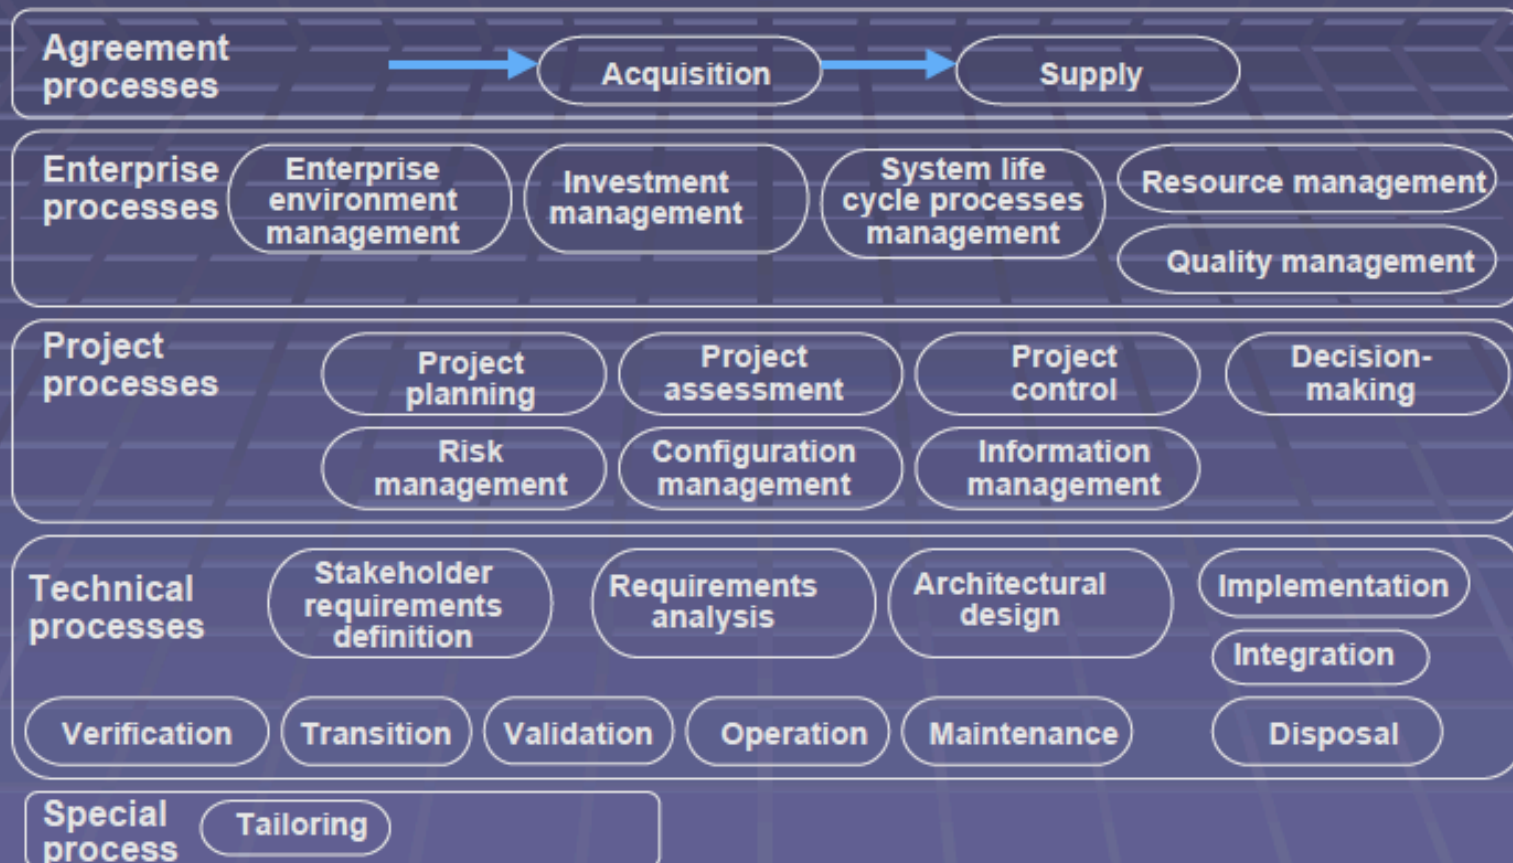 Agreement
processes
Acquisition
Supply
Enterprise
processes
Enterprise
environment
management
Investment
management
System life
cycle processes
management
Resource management
Quality management
Project
processes
Project
planning
Project
assessment
Project
control
Decision-
making
Risk
management
Configuration
management
Information
management
Technical
processes
Stakeholder
requirements
definition
Requirements
analysis
Architectural
design
Implementation
Integration
Verification
Transition
Validation
Operation
Maintenance
Disposal
Special
process
Tailoring